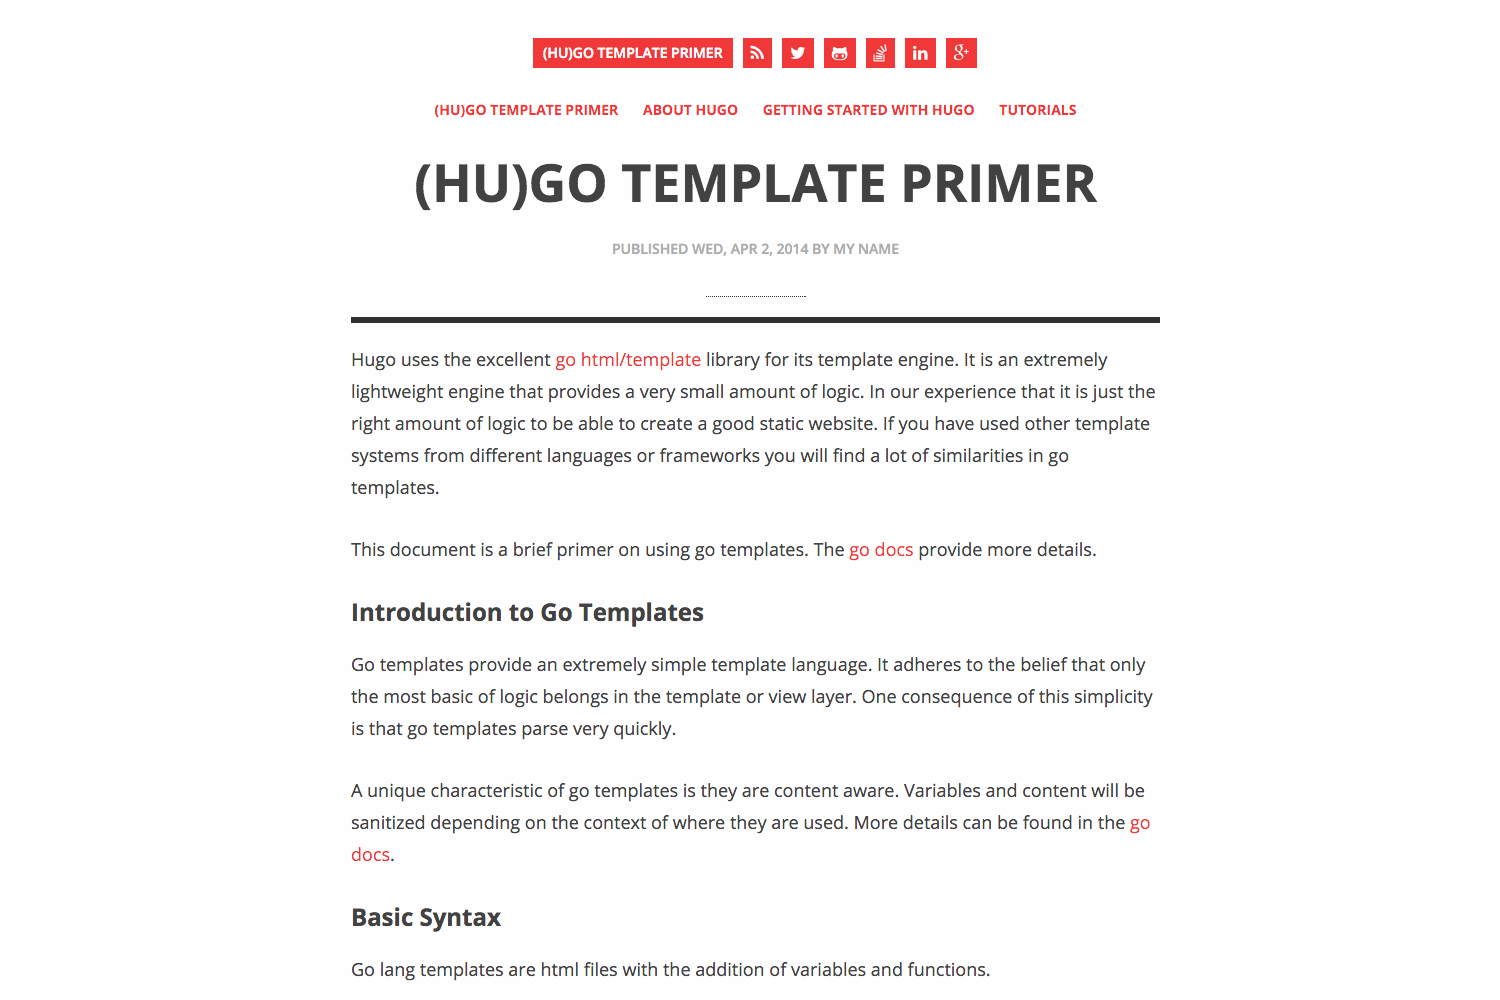 (HU)GO TEMPLATE PRIMER
(HU)GO TEMPLATE PRIMER ABOUT HUGO GETTING STARTED WITH HUGO TUTORIALS
(HU)GO TEMPLATE PRIMER
PUBLISHED WED, APR 2, 2014 BY MY NAME
Hugo uses the excellent go html/template library for its template engine. It is an extremely
lightweight engine that provides a very small amount of logic. In our experience that it is just the
right amount of logic to be able to create a good static website. If you have used other template
systems from different languages or frameworks you will find a lot of similarities in go
templates.
This document is a brief primer on using go templates. The go docs provide more details.
Introduction to Go Templates
Go templates provide an extremely simple template language. It adheres to the belief that only
the most basic of logic belongs in the template or view layer. One consequence of this simplicity
is that go templates parse very quickly.
A unique characteristic of go templates is they are content aware. Variables and content will be
sanitized depending on the context of where they are used. More details can be found in the go
docs.
Basic Syntax
Go lang templates are html files with the addition of variables and functions.